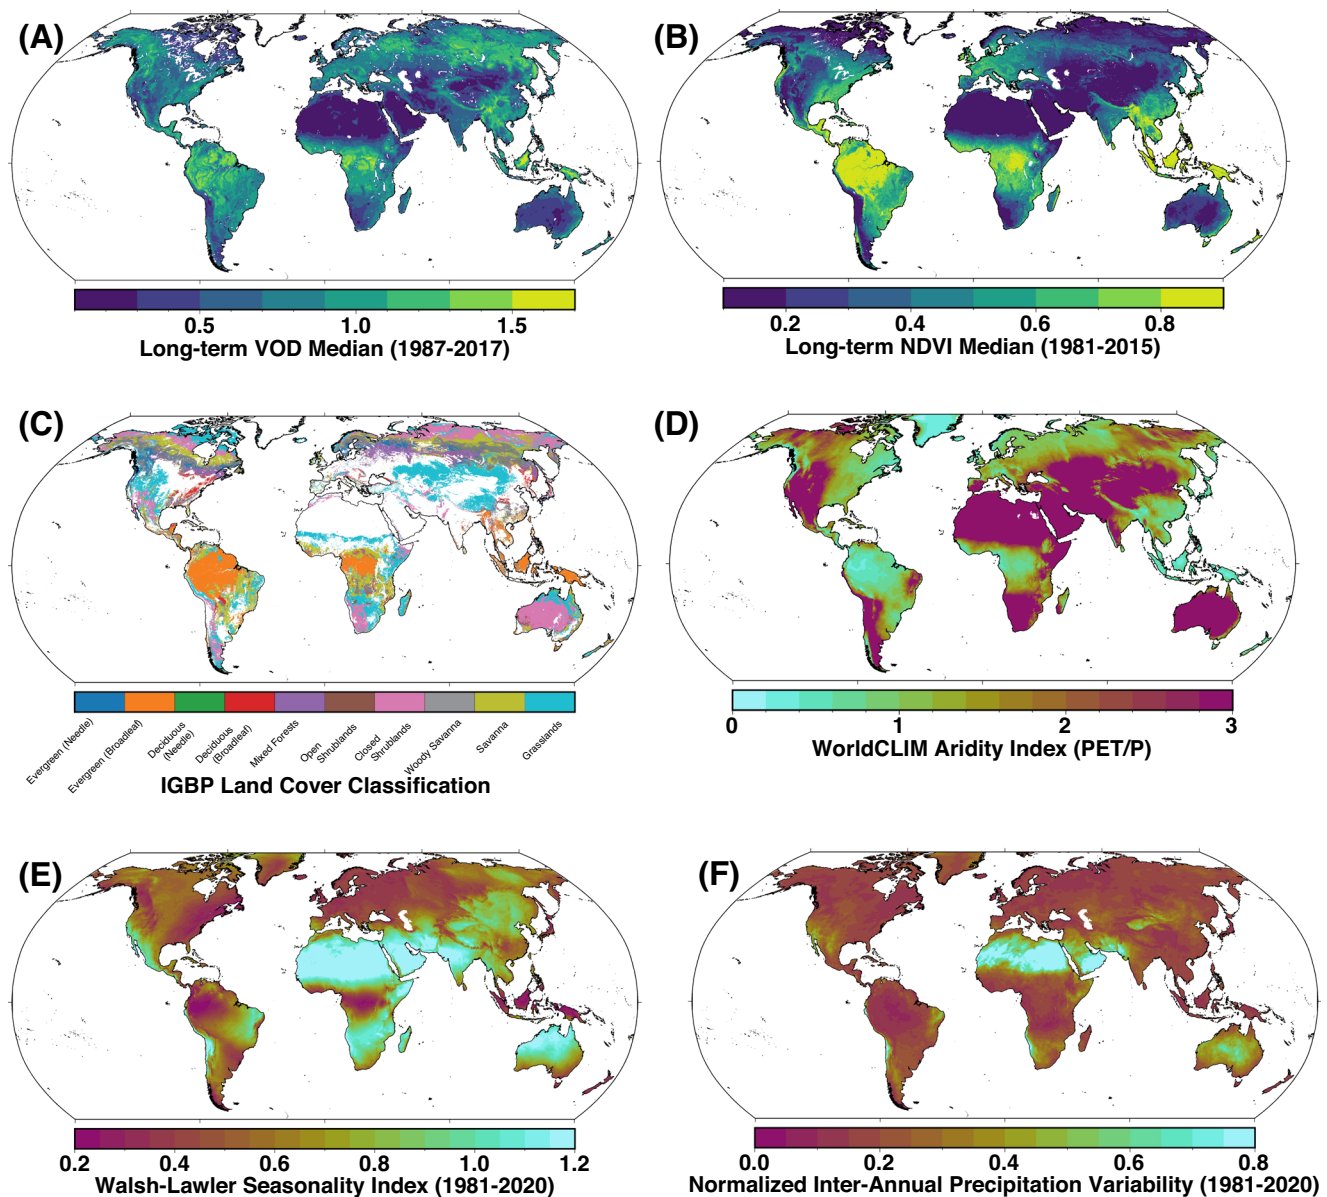 (A)
0.5 1.0 1.5
Long-term VOD Median (1987-2017)
(B)
0.2 0.4 0.6 0.8
Long-term NDVI Median (1981-2015)
(C)
Evergreen (Needle)
Evergreen (Broadleaf)
Deciduous
(Needle)
Deciduous
(Broadleaf)
Mixed Forests
Open
Shrublands
Closed
Shrublands
Woody Savanna
Savanna
Grasslands
IGBP Land Cover Classification
(D)
0 1 2 3
WorldCLIM Aridity Index (PET/P)
(E)
0.2 0.4 0.6 0.8 1.0 1.2
Walsh-Lawler Seasonality Index (1981-2020)
(F)
0.0 0.2 0.4 0.6 0.8
Normalized Inter-Annual Precipitation Variability (1981-2020)